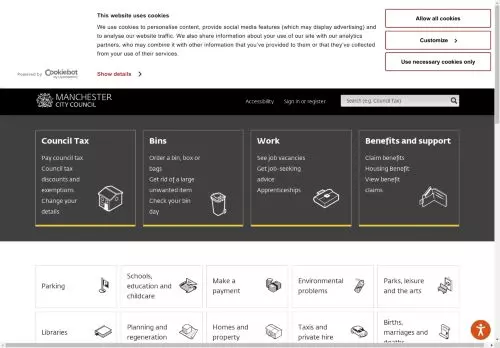 This website uses cookies
We use cookies to personalise content, provide social media features (which may display advertising) and
to analyse our website traffic. We also share information about your use of our site with our analytics
partners, who may combine it with other information that you've provided to them or that they've collected
from your use of their services.
Allow all cookies
Customize
Use necessary cookies only
Powered by Cookiebot
Show details
MANCHESTER
CITY COUNCIL
Accessibility
Sign in or register
Search (e.g. Council Tax)
Council Tax
Pay council tax
Council tax
discounts and
exemptions
Change your
details
Bins
Order a bin, box or
bags
Get rid of a large
unwanted item
Check your bin
day
Work
See job vacancies
Get job-seeking
advice
Apprenticeships
Benefits and support
Claim benefits
Housing Benefit
View benefit
claims
Parking
Schools,
education and
childcare
Make a
payment
Environmental
problems
Parks, leisure
and the arts
Libraries
Planning and
regeneration
Homes and
property
Taxis and
private hire
Births,
marriages and
deaths